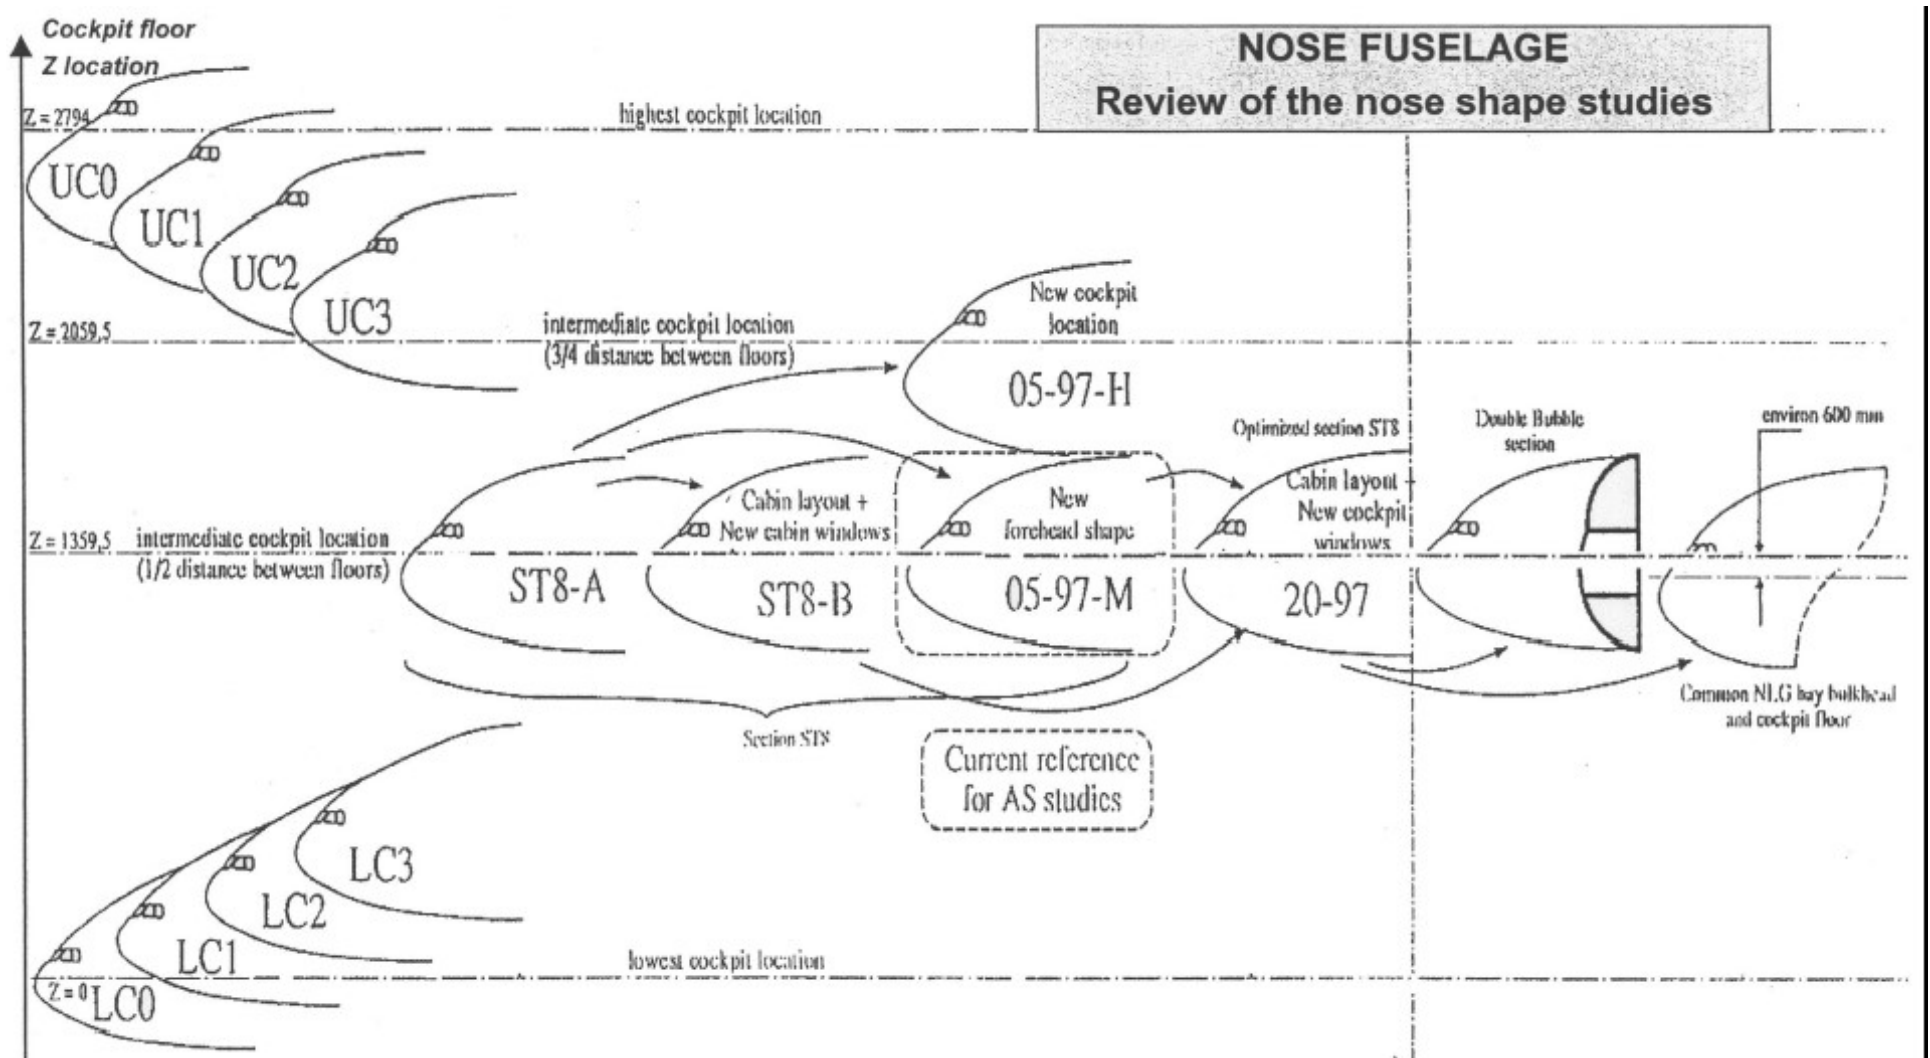 Cockpit floor
Z location
NOSE FUSELAGE
Review of the nose shape studies
Z = 2794
highest cockpit location
UC0
UC1
UC2
UC3
Z = 2059,5
intermediate cockpit location
(3/4 distance between floors)
New cockpit
location
05-97-H
Optimized section ST8
Double Bubble
section
environ 600 mm
Z = 1359,5
intermediate cockpit location
(1/2 distance between floors)
ST8-A
Cabin layout +
New cabin windows
ST8-B
New
forehead shape
05-97-M
Cabin layout +
New cockpit
windows
20-97
Common NLG bay bulkhead
and cockpit floor
Section ST8
Current reference
for AS studies
LC3
LC2
LC1
lowest cockpit location
Z = 0
LC0